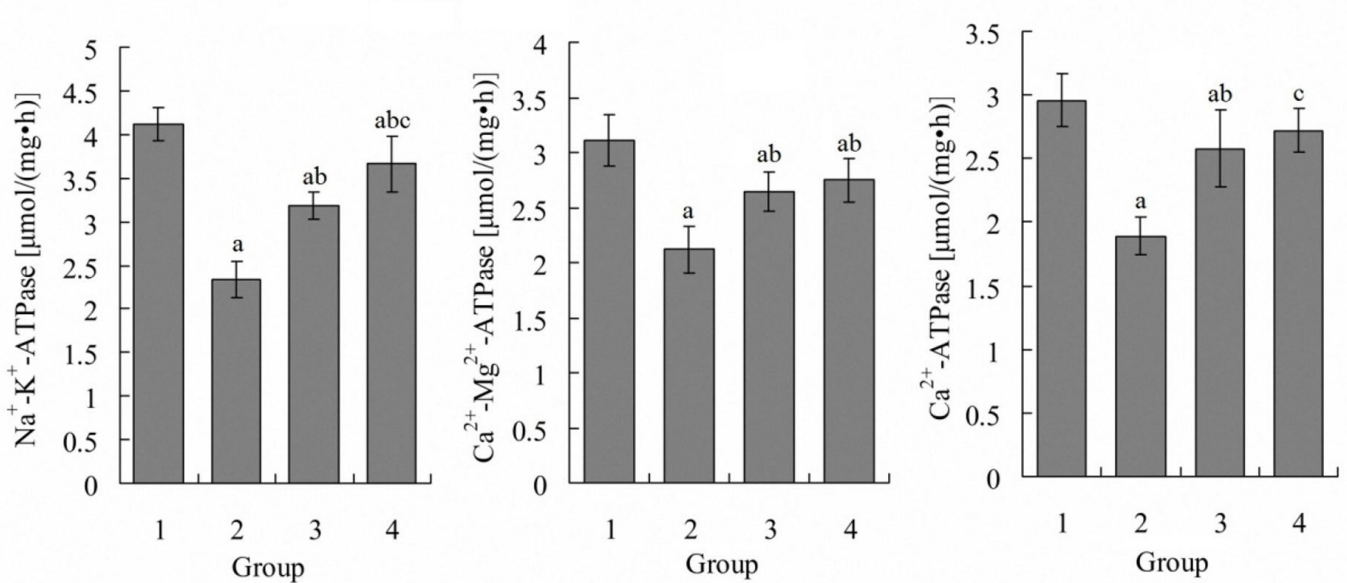 Na⁺-K⁺-ATPase [μmol/(mg•h)]
5
4.5
4
3.5
3
2.5
2
1.5
1
0.5
0
a
ab
abc
1 2 3 4
Group
Ca²⁺-Mg²⁺-ATPase [μmol/(mg•h)]
4
3.5
3
2.5
2
1.5
1
0.5
0
a
ab
ab
1 2 3 4
Group
Ca²⁺-ATPase [μmol/(mg•h)]
3.5
3
2.5
2
1.5
1
0.5
0
a
ab
c
1 2 3 4
Group